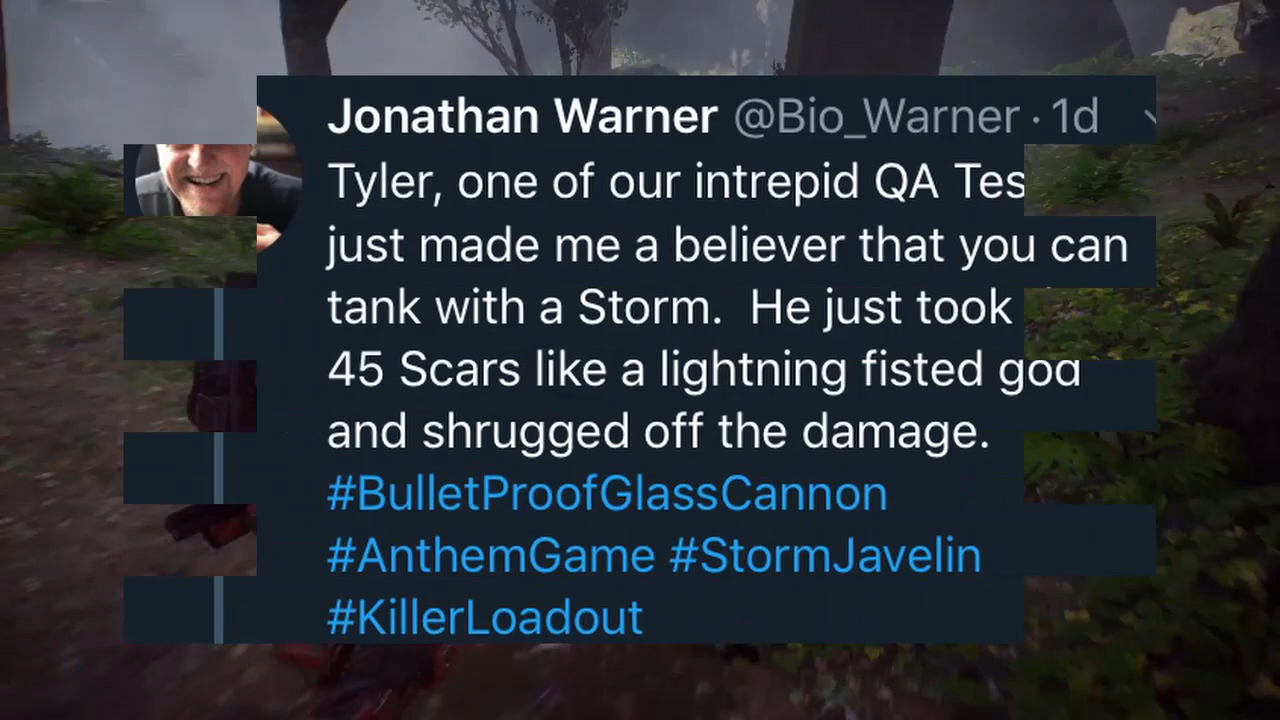 Jonathan Warner @Bio_Warner · 1d
Tyler, one of our intrepid QA Tes
just made me a believer that you can
tank with a Storm. He just took
45 Scars like a lightning fisted god
and shrugged off the damage.
#BulletProofGlassCannon
#AnthemGame #StormJavelin
#KillerLoadout